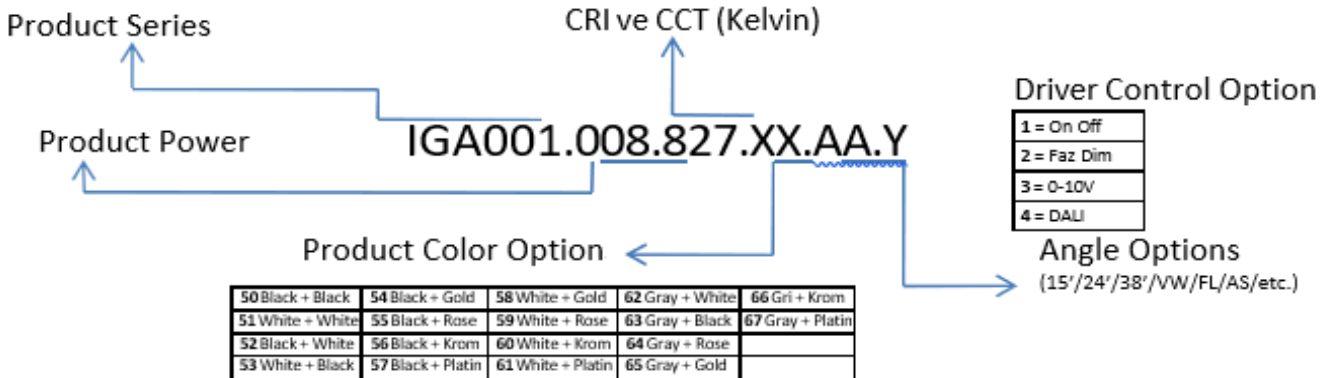 Product Series
CRI ve CCT (Kelvin)
Driver Control Option
1 = On Off
2 = Faz Dim
3 = 0-10V
4 = DALI
Product Power
IGA001.008.827.XX.AA.Y
Product Color Option
Angle Options
(15′/24′/38′/VW/FL/AS/etc.)
50 Black + Black 54 Black + Gold 58 White + Gold 62 Gray + White 66 Gri + Krom
51 White + White 55 Black + Rose 59 White + Rose 63 Gray + Black 67 Gray + Platin
52 Black + White 56 Black + Krom 60 White + Krom 64 Gray + Rose
53 White + Black 57 Black + Platin 61 White + Platin 65 Gray + Gold